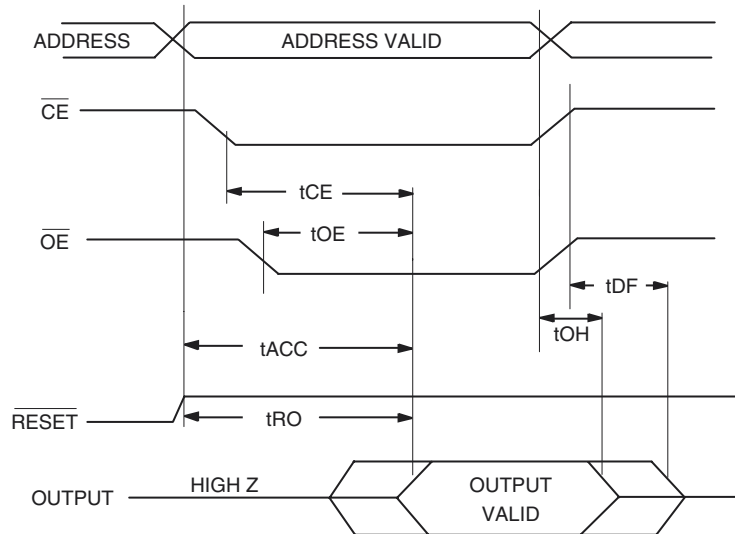 ADDRESS
ADDRESS VALID
CE
tCE
OE
tOE
tDF
tOH
tACC
RESET
tRO
OUTPUT
HIGH Z
OUTPUT
VALID